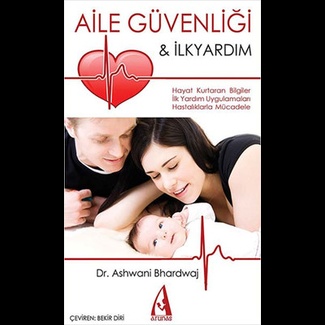 AİLE GÜVENLİĞİ
& İLKYARDIM
Hayat Kurtaran Bilgiler
İlk Yardım Uygulamaları
Hastalıklarla Mücadele
Dr. Ashwani Bhardwaj
ÇEVİREN: BEKİR DİRİ
arunas